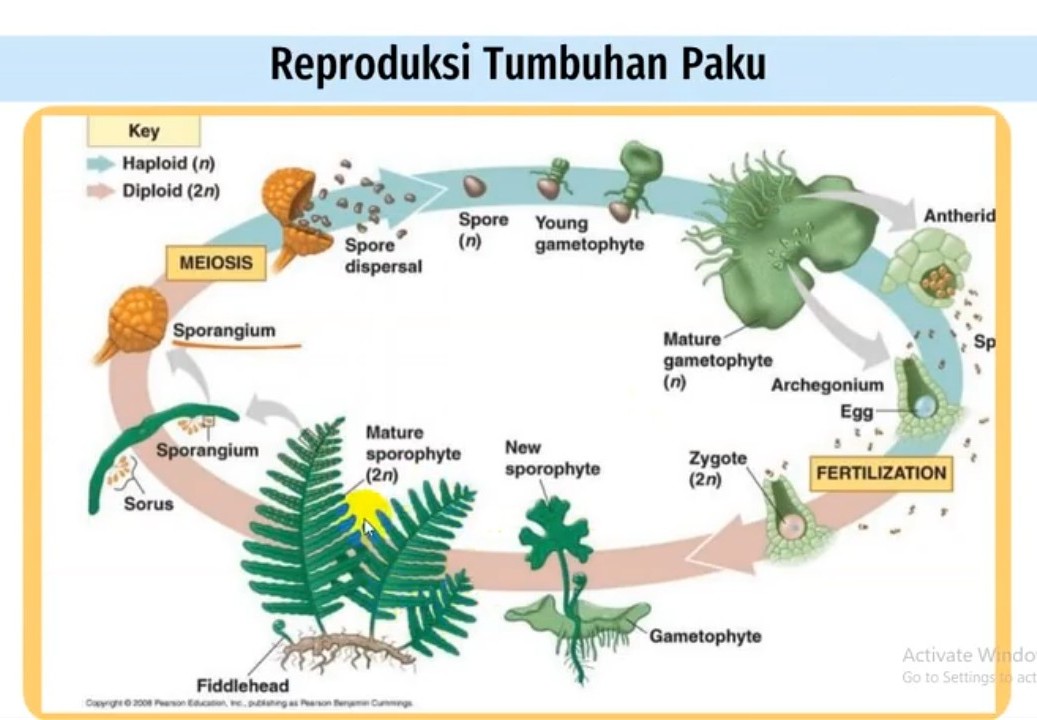 Reproduksi Tumbuhan Paku
Key
Haploid (n)
Diploid (2n)
MEIOSIS
Spore
dispersal
Spore
(n)
Young
gametophyte
Antherid
Sporangium
Mature
gametophyte
(n)
Sp
Archegonium
Egg
Sporangium
Sorus
Mature
sporophyte
(2n)
New
sporophyte
Zygote
(2n)
FERTILIZATION
Gametophyte
Fiddlehead
Activate Windo
Go to Settings to act
Copyright © 2008 Pearson Education, Inc., publishing as Pearson Benjamin Cummings.